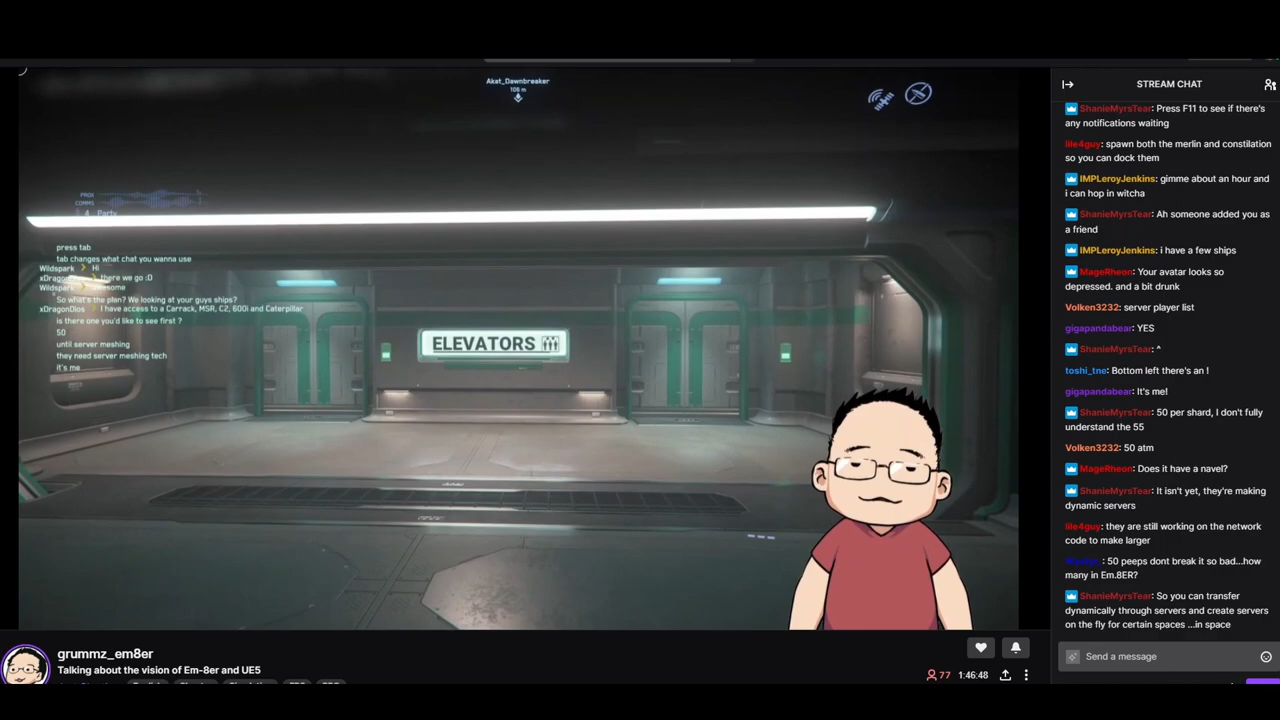 Akat_Dawnbreaker
106 m
PROX
COMMS
4 Party
press tab
tab changes what chat you wanna use
Wildspark > Hi
there we go :D
Wildspark > awesome
So what's the plan? We looking at your guys ships?
xDragonDios > I have access to a Carrack, MSR, C2, 600i and Caterpillar
is there one you'd like to see first ?
50
until server meshing
they need server meshing tech
it's me
ELEVATORS
STREAM CHAT
ShanieMyrsTear: Press F11 to see if there's
any notifications waiting
lile4guy: spawn both the merlin and constilation
so you can dock them
IMPLeroyJenkins: gimme about an hour and
i can hop in witcha
ShanieMyrsTear: Ah someone added you as
a friend
IMPLeroyJenkins: i have a few ships
MageRheon: Your avatar looks so
depressed. and a bit drunk
Volken3232: server player list
gigapandabear: YES
ShanieMyrsTear: ^
toshi_tne: Bottom left there's an !
gigapandabear: It's me!
ShanieMyrsTear: 50 per shard, I don't fully
understand the 55
Volken3232: 50 atm
MageRheon: Does it have a navel?
ShanieMyrsTear: It isn't yet, they're making
dynamic servers
lile4guy: they are still working on the network
code to make larger
: 50 peeps dont break it so bad...how
many in Em.8ER?
ShanieMyrsTear: So you can transfer
dynamically through servers and create servers
on the fly for certain spaces ...in space
Send a message
grummz_em8er
Talking about the vision of Em-8er and UE5
77 1:46:48